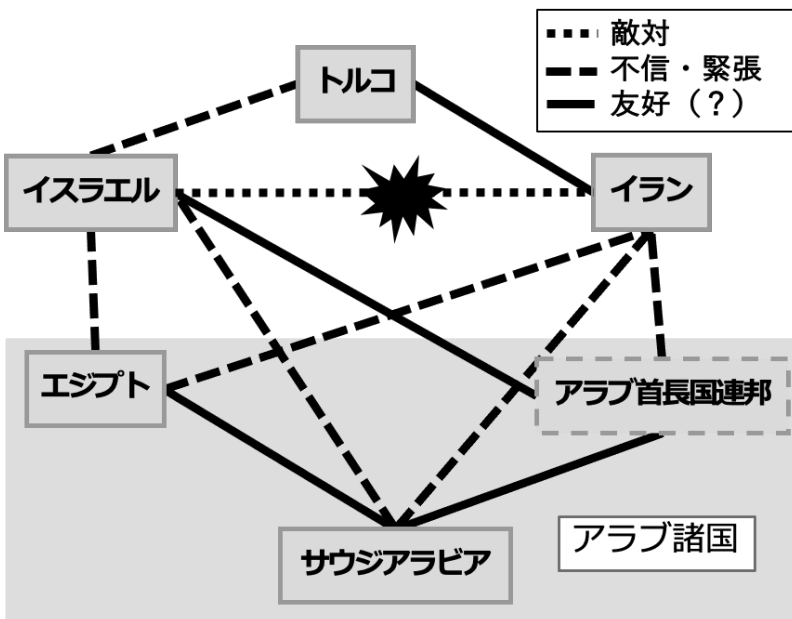 敵対
不信・緊張
友好（？）
トルコ
イスラエル
イラン
エジプト
アラブ首長国連邦
サウジアラビア
アラブ諸国